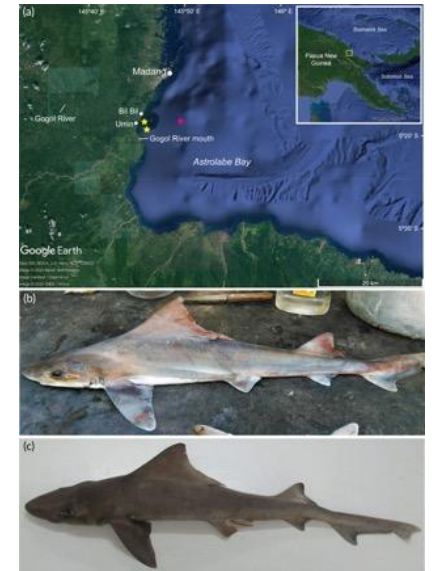 (a)
145°40' E
145°50' E
146° E
Bismarck Sea
Papua New
Guinea
Solomon Sea
Madang
Bil Bil
Gogol River
Umin
5°20' S
Gogol River mouth
Astrolabe Bay
5°30' S
Google Earth
20 km
(b)
(c)